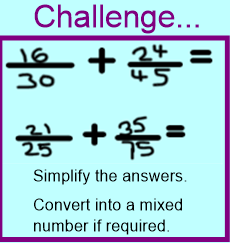 Challenge...
16/30 + 24/45 =
21/25 + 35/75 =
Simplify the answers.
Convert into a mixed
number if required.